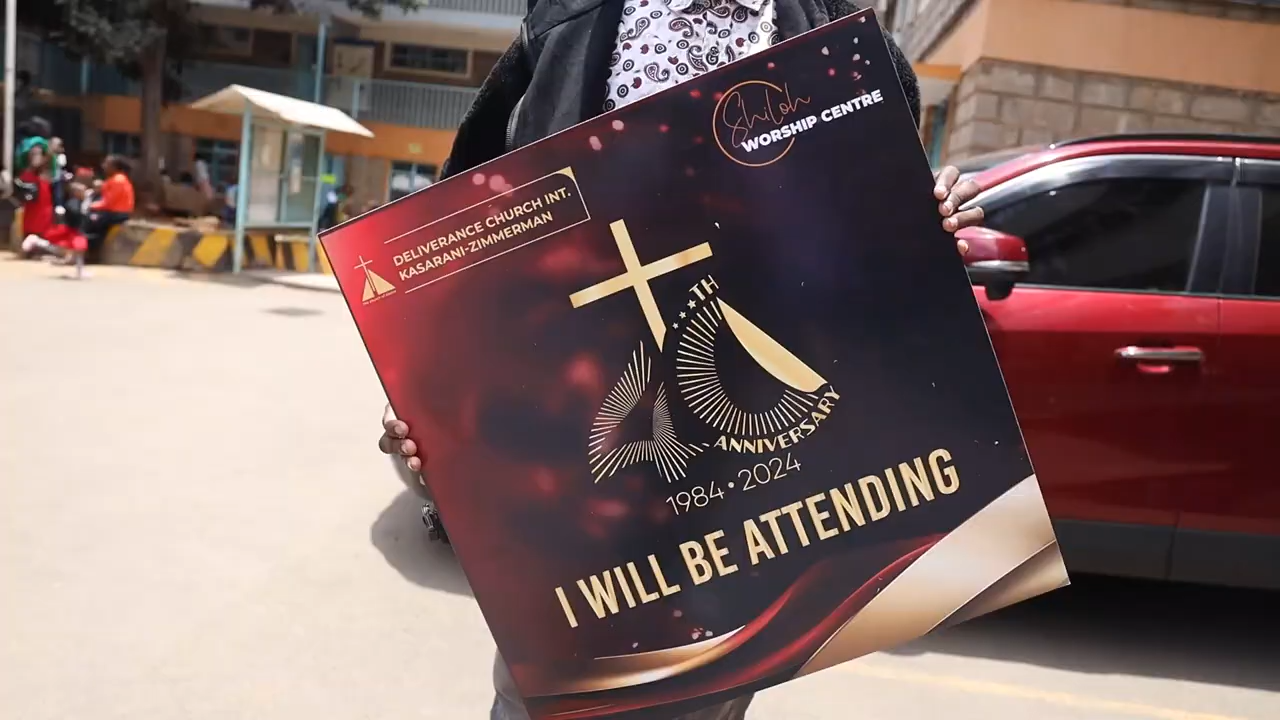 Shiloh
WORSHIP CENTRE
DELIVERANCE CHURCH INT.
KASARANI-ZIMMERMAN
40TH
ANNIVERSARY
1984 • 2024
I WILL BE ATTENDING